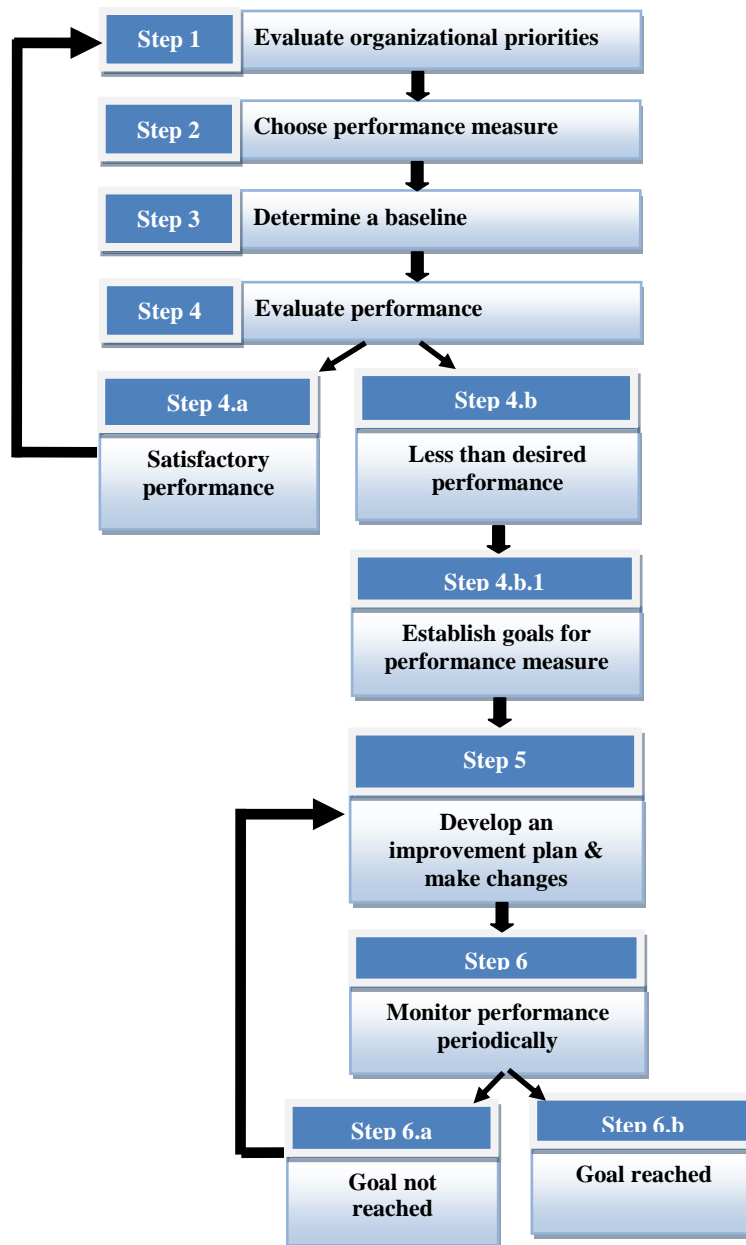 Step 1
Evaluate organizational priorities
Step 2
Choose performance measure
Step 3
Determine a baseline
Step 4
Evaluate performance
Step 4.a
Satisfactory
performance
Step 4.b
Less than desired
performance
Step 4.b.1
Establish goals for
performance measure
Step 5
Develop an
improvement plan &
make changes
Step 6
Monitor performance
periodically
Step 6.a
Goal not
reached
Step 6.b
Goal reached